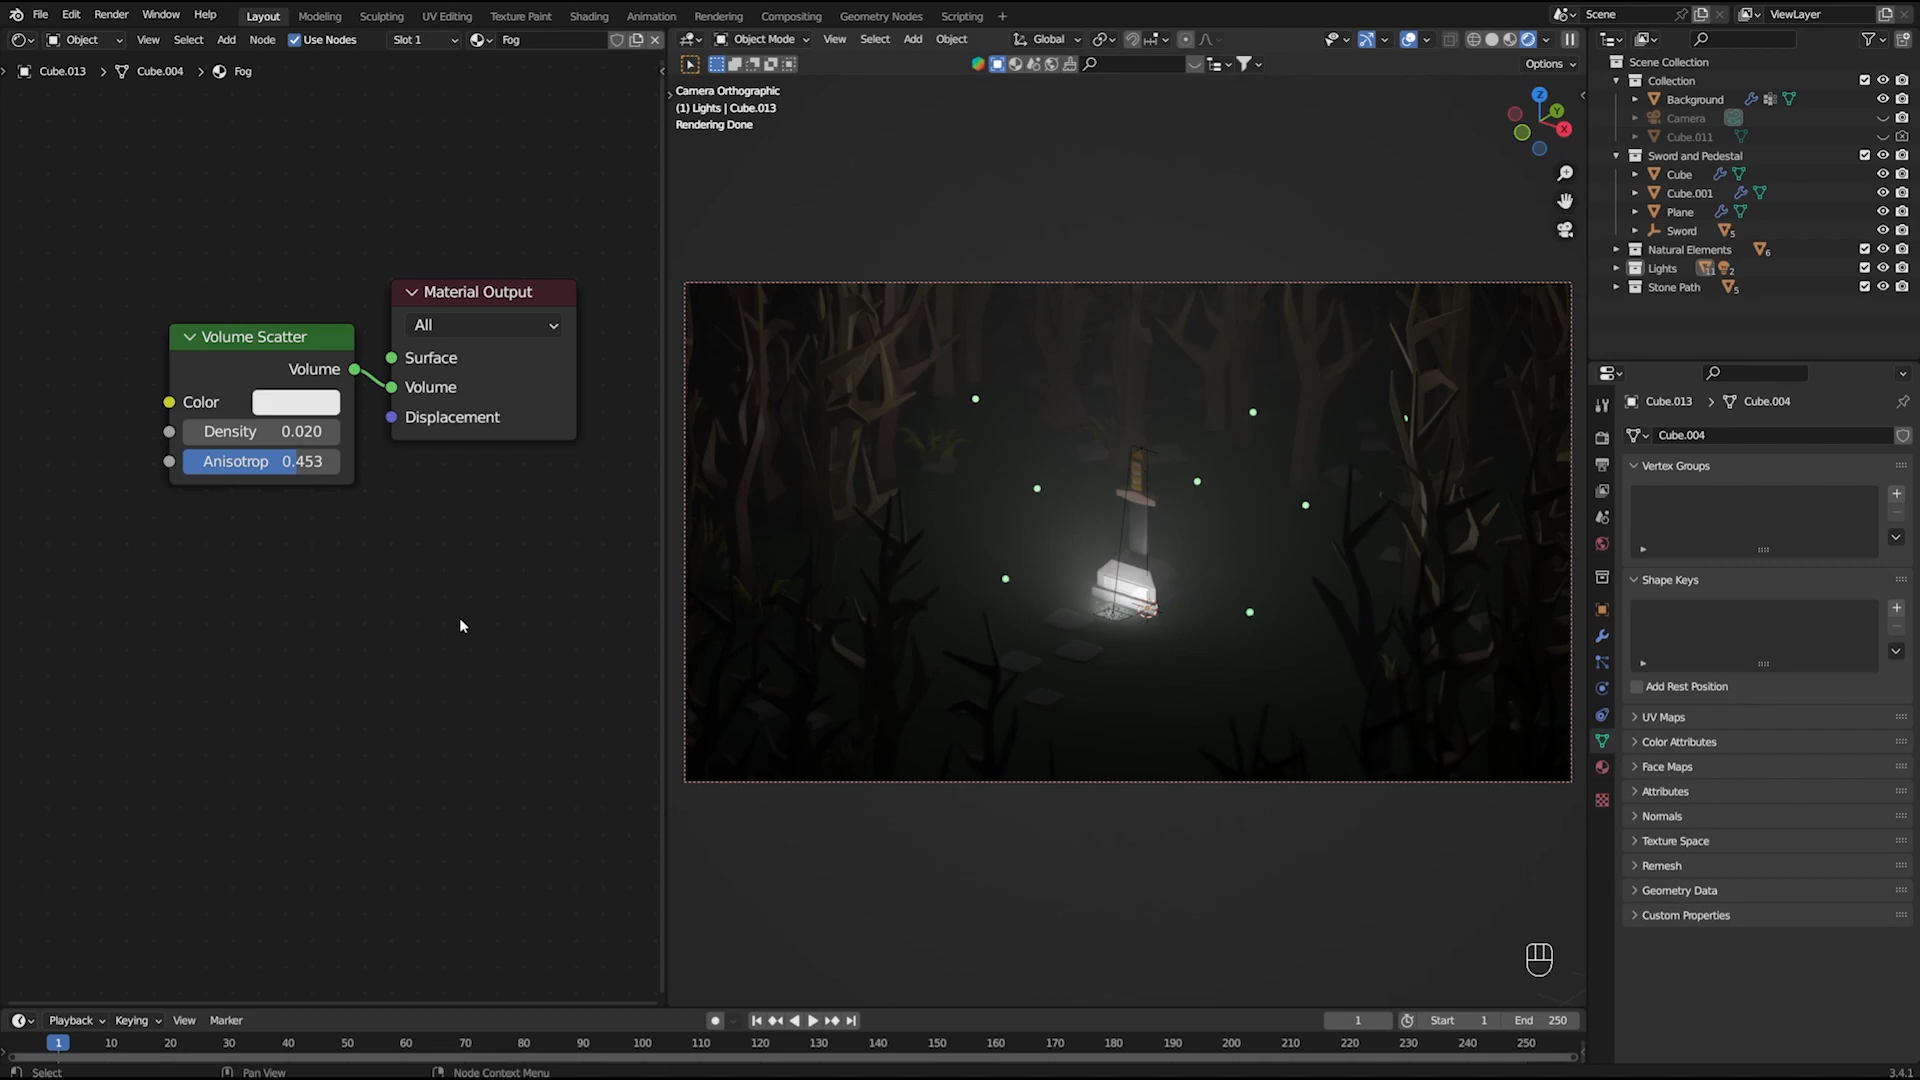 File Edit Render Window Help Layout Modeling Sculpting UV Editing Texture Paint Shading Animation Rendering Compositing Geometry Nodes Scripting + Scene ViewLayer
Object View Select Add Node Use Nodes Slot 1 Fog Object Mode View Select Add Object Global
Options
Cube.013 > Cube.004 > Fog
Camera Orthographic
(1) Lights | Cube.013
Rendering Done
Z
Y
X
Scene Collection
Collection
Background
Camera
Cube.011
Sword and Pedestal
Cube
Cube.001
Plane
Sword 5
Natural Elements 6
Lights 11 2
Stone Path 5
Material Output
All
Surface
Volume
Displacement
Volume Scatter
Volume
Color
Density 0.020
Anisotrop 0.453
Cube.013 > Cube.004
Cube.004
Vertex Groups
Shape Keys
Add Rest Position
UV Maps
Color Attributes
Face Maps
Attributes
Normals
Texture Space
Remesh
Geometry Data
Custom Properties
Playback Keying View Marker 1 Start 1 End 250
1 10 20 30 40 50 60 70 80 90 100 110 120 130 140 150 160 170 180 190 200 210 220 230 240 250
Select Pan View Node Context Menu 3.4.1